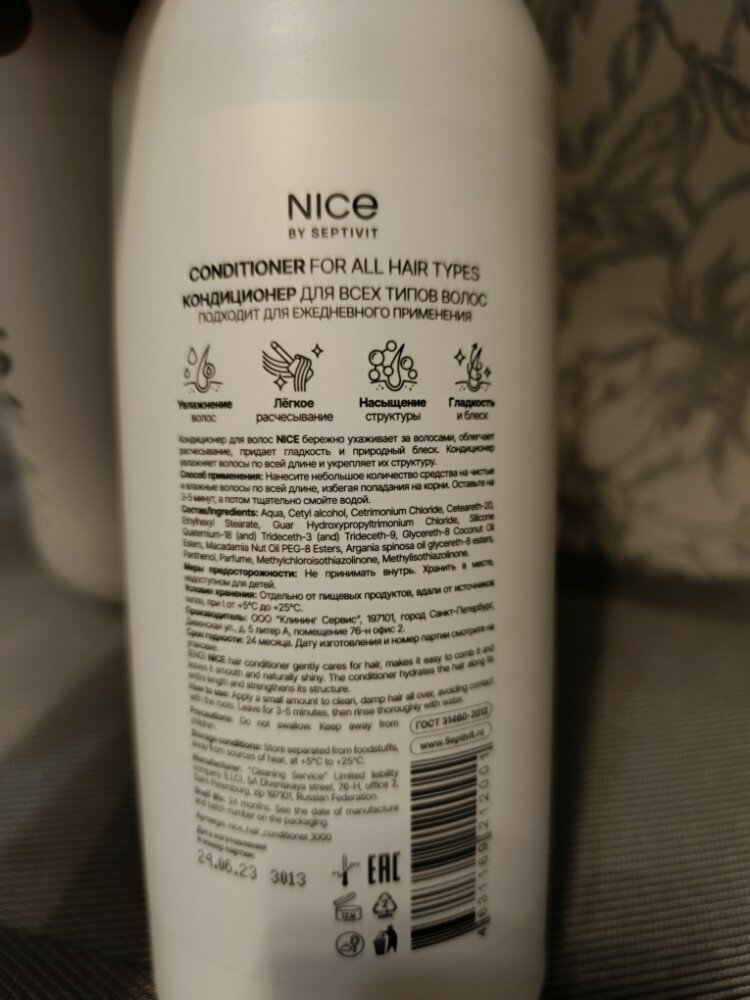 NICE
BY SEPTIVIT
CONDITIONER FOR ALL HAIR TYPES
КОНДИЦИОНЕР ДЛЯ ВСЕХ ТИПОВ ВОЛОС
ПОДХОДИТ ДЛЯ ЕЖЕДНЕВНОГО ПРИМЕНЕНИЯ
Увлажнение волос
Лёгкое расчесывание
Насыщение структуры
Гладкость и блеск
Кондиционер для волос NICE бережно ухаживает за волосами, облегчает
расчесывание, придает гладкость и природный блеск. Кондиционер
увлажняет волосы по всей длине и укрепляет их структуру.
Способ применения: Нанесите небольшое количество средства на чистые
и влажные волосы по всей длине, избегая попадания на корни. Оставьте на
3-5 минут, а потом тщательно смойте водой.
Состав/Ingredients: Aqua, Cetyl alcohol, Cetrimonium Chloride, Ceteareth-20,
Ethylhexyl Stearate, Guar Hydroxypropyltrimonium Chloride, Silicone
Quaternium-18 (and) Trideceth-3 (and) Trideceth-9, Glycereth-8 Coconut Oil
Esters, Macadamia Nut Oil PEG-8 Esters, Argania spinosa oil glycereth-8 esters,
Panthenol, Parfume, Methylchloroisothiazolinone, Methylisothiazolinone.
Меры предосторожности: Не принимать внутрь. Хранить в месте,
недоступном для детей.
Условия хранения: Отдельно от пищевых продуктов, вдали от источников
тепла, при t от +5°C до +25°C.
Производитель: ООО "Клининг Сервис", 197101, город Санкт-Петербург,
Дивенская ул., д. 5 литер А, помещение 76-н офис 2.
Срок годности: 24 месяца. Дату изготовления и номер партии смотрите на
упаковке.
(ENG) NICE hair conditioner gently cares for hair, makes it easy to comb it and
leaves it smooth and naturally shiny. The conditioner hydrates the hair along its
entire length and strengthens its structure.
How to use: Apply a small amount to clean, damp hair all over, avoiding contact
with the roots. Leave for 3-5 minutes, then rinse thoroughly with water.
Precautions: Do not swallow. Keep away from
children.
Storage conditions: Store separated from foodstuffs,
away from sources of heat, at +5°C to +25°C.
Manufacturer: "Cleaning Service" Limited liability
company (LLC), 5A Divenskaya street, 76-H, office 2,
Saint-Petersburg, zip 197101, Russian Federation.
Shelf life: 24 months. See the date of manufacture
and batch number on the packaging.
Артикул: nice_hair_conditioner_1000
Дата изготовления
и номер партии:
29.06.23 3013
ГОСТ 31460-2012
www.Septivit.ru
EAC
4631169212001